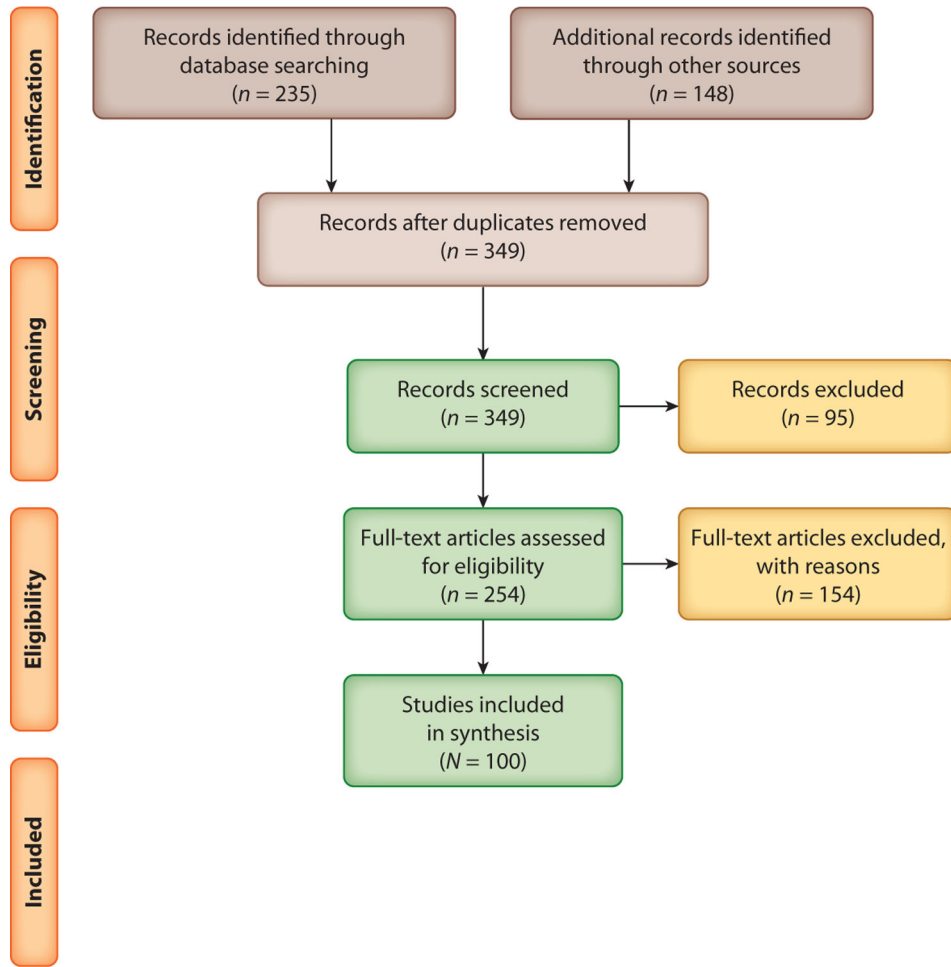 Identification
Records identified through
database searching
(n = 235)
Additional records identified
through other sources
(n = 148)
Records after duplicates removed
(n = 349)
Screening
Records screened
(n = 349)
Records excluded
(n = 95)
Eligibility
Full-text articles assessed
for eligibility
(n = 254)
Full-text articles excluded,
with reasons
(n = 154)
Studies included
in synthesis
(N = 100)
Included